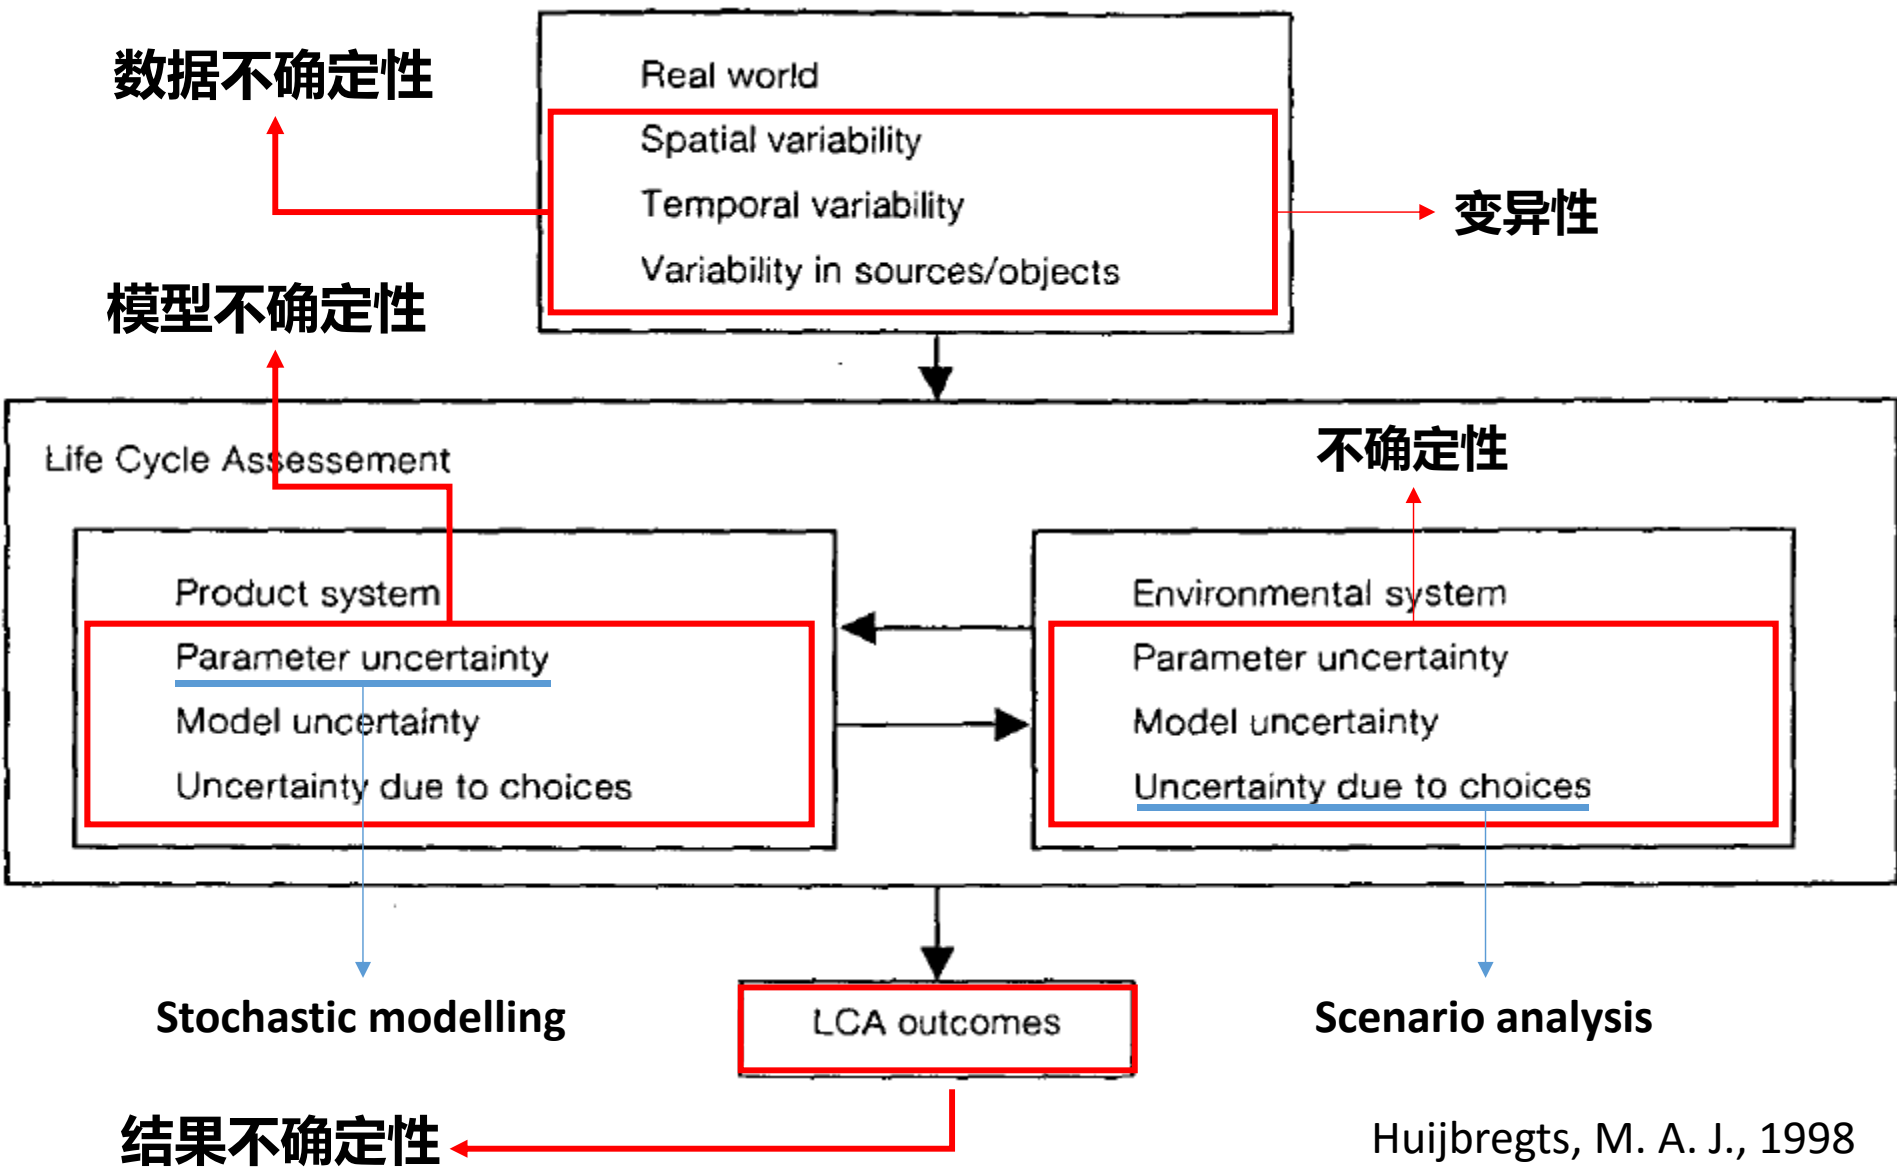 数据不确定性
Real world
Spatial variability
Temporal variability
Variability in sources/objects
变异性
模型不确定性
Life Cycle Assessement
不确定性
Product system
Parameter uncertainty
Model uncertainty
Uncertainty due to choices
Environmental system
Parameter uncertainty
Model uncertainty
Uncertainty due to choices
Stochastic modelling
LCA outcomes
Scenario analysis
结果不确定性
Huijbregts, M. A. J., 1998